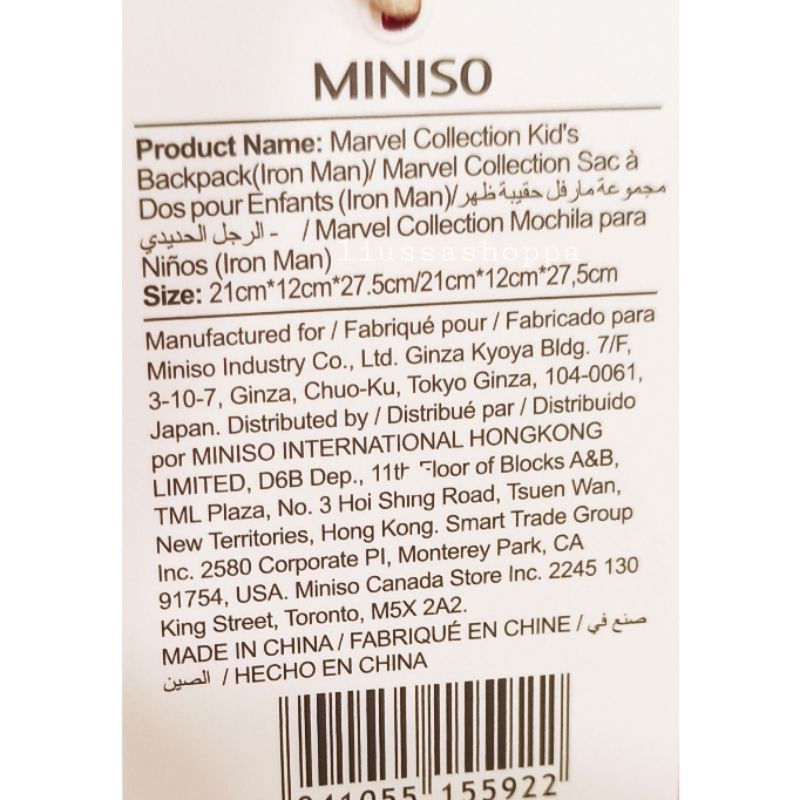 MINISO
Product Name: Marvel Collection Kid's
Backpack(Iron Man)/ Marvel Collection Sac à
Dos pour Enfants (Iron Man)/مجموعة مارفل حقيبة ظهر
- الرجل الحديدي / Marvel Collection Mochila para
liussashoppa
Niños (Iron Man)
Size: 21cm*12cm*27.5cm/21cm*12cm*27,5cm
Manufactured for / Fabriqué pour / Fabricado para
Miniso Industry Co., Ltd. Ginza Kyoya Bldg. 7/F,
3-10-7, Ginza, Chuo-Ku, Tokyo Ginza, 104-0061,
Japan. Distributed by / Distribué par / Distribuido
por MINISO INTERNATIONAL HONGKONG
LIMITED, D6B Dep., 11th Floor of Blocks A&B,
TML Plaza, No. 3 Hoi Shing Road, Tsuen Wan,
New Territories, Hong Kong. Smart Trade Group
Inc. 2580 Corporate Pl, Monterey Park, CA
91754, USA. Miniso Canada Store Inc. 2245 130
King Street, Toronto, M5X 2A2.
MADE IN CHINA / FABRIQUÉ EN CHINE / صنع في
الصين / HECHO EN CHINA
155922